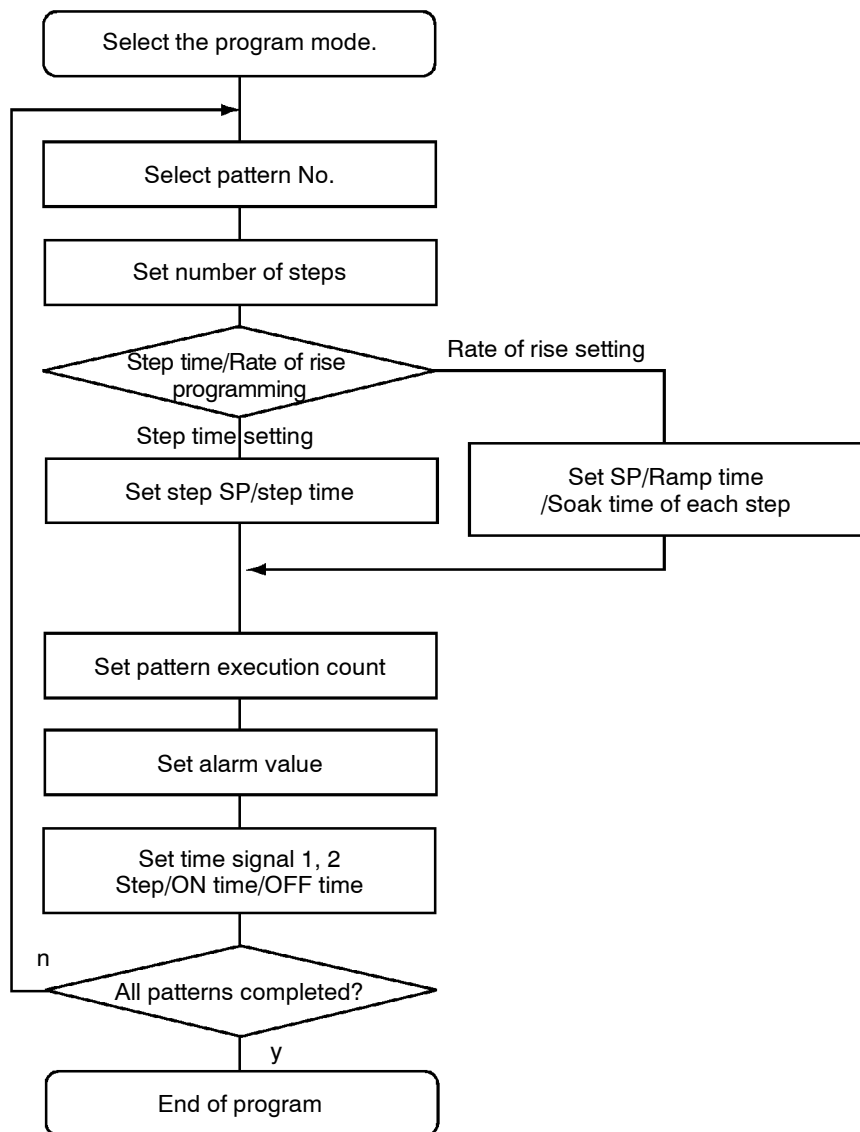 Select the program mode.
Select pattern No.
Set number of steps
Step time/Rate of rise
programming
Rate of rise setting
Step time setting
Set step SP/step time
Set SP/Ramp time
/Soak time of each step
Set pattern execution count
Set alarm value
Set time signal 1, 2
Step/ON time/OFF time
n
All patterns completed?
y
End of program